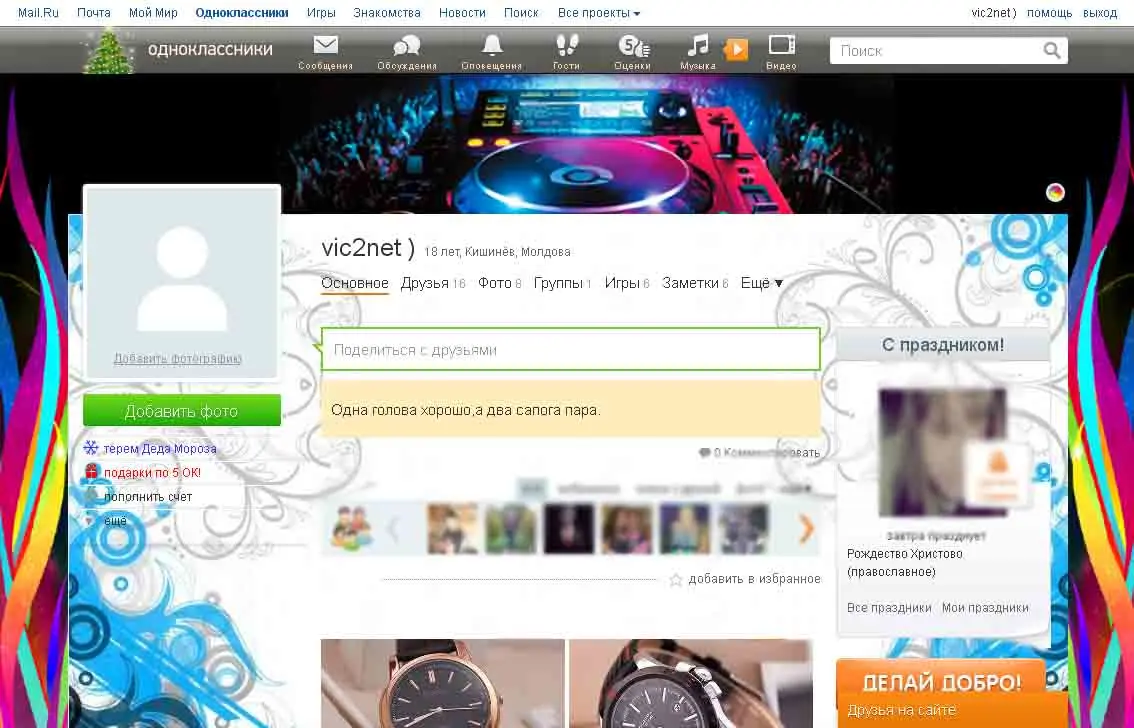 Mail.Ru Почта Мой Мир Одноклассники Игры Знакомства Новости Поиск Все проекты vic2net ) помощь выход
одноклассники
Сообщения Обсуждения Оповещения Гости Оценки Музыка Видео
5
Поиск
vic2net ) 18 лет, Кишинёв, Молдова
Основное Друзья 16 Фото 8 Группы 1 Игры 6 Заметки 6 Ещё
Добавить фотографию
Добавить фото
терем Деда Мороза
подарки по 5 ОК!
пополнить счет
ещё
Поделиться с друзьями
Одна голова хорошо,а два сапога пара.
0 Комментировать
добавить в избранное
С праздником!
завтра празднует
Рождество Христово
(православное)
Все праздники Мои праздники
ДЕЛАЙ ДОБРО!
Друзья на сайте